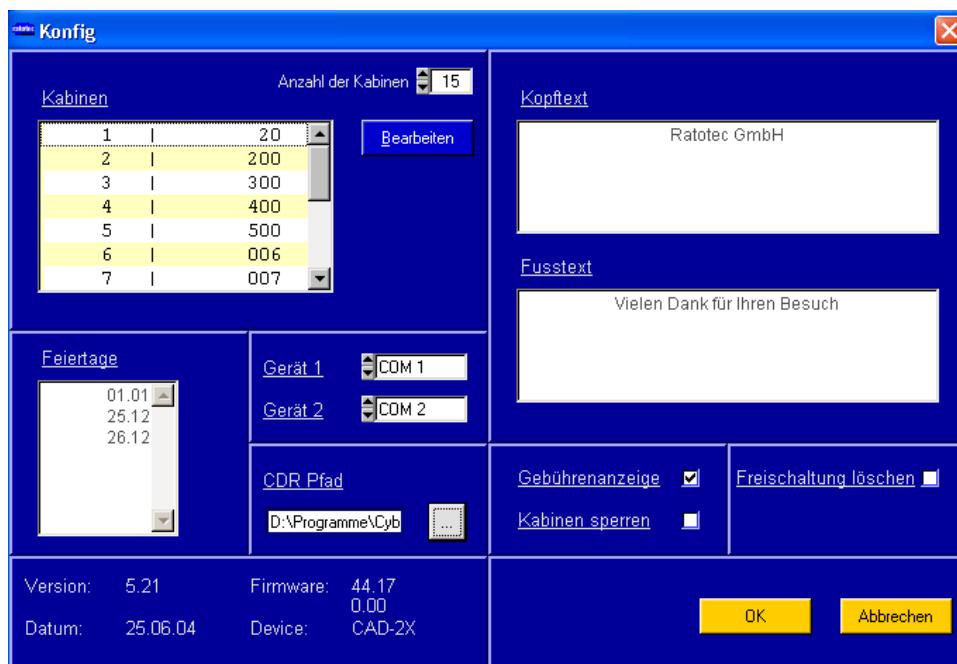 ratotec Konfig
Kabinen
Anzahl der Kabinen 15
1 | 20
2 | 200
3 | 300
4 | 400
5 | 500
6 | 006
7 | 007
Bearbeiten
Kopftext
Ratotec GmbH
Fusstext
Vielen Dank für Ihren Besuch
Feiertage
01.01
25.12
26.12
Gerät 1 COM 1
Gerät 2 COM 2
CDR Pfad
D:\Programme\Cyb ...
Gebührenanzeige
Kabinen sperren
Freischaltung löschen
Version: 5.21
Datum: 25.06.04
Firmware: 44.17
0.00
Device: CAD-2X
OK
Abbrechen